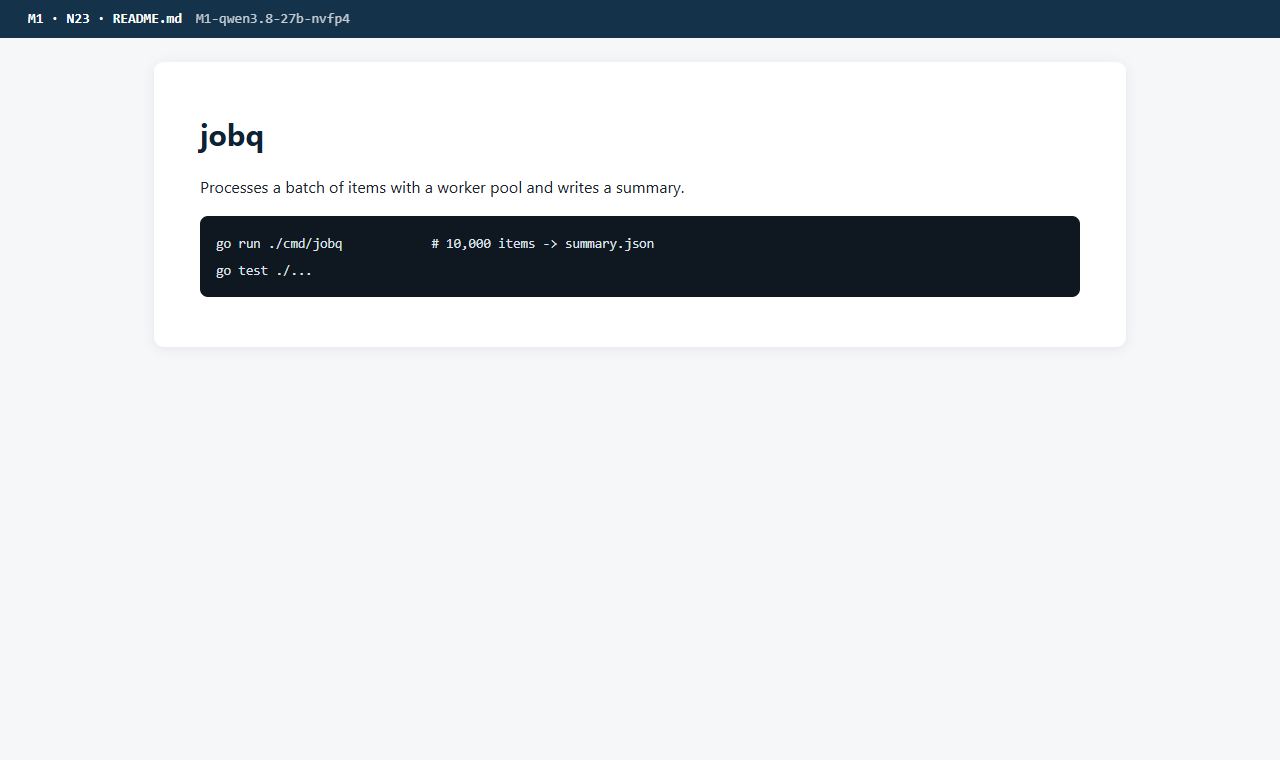 M1 • N23 • README.md M1-qwen3.8-27b-nvfp4
jobq
Processes a batch of items with a worker pool and writes a summary.
go run ./cmd/jobq            # 10,000 items -> summary.json
go test ./...